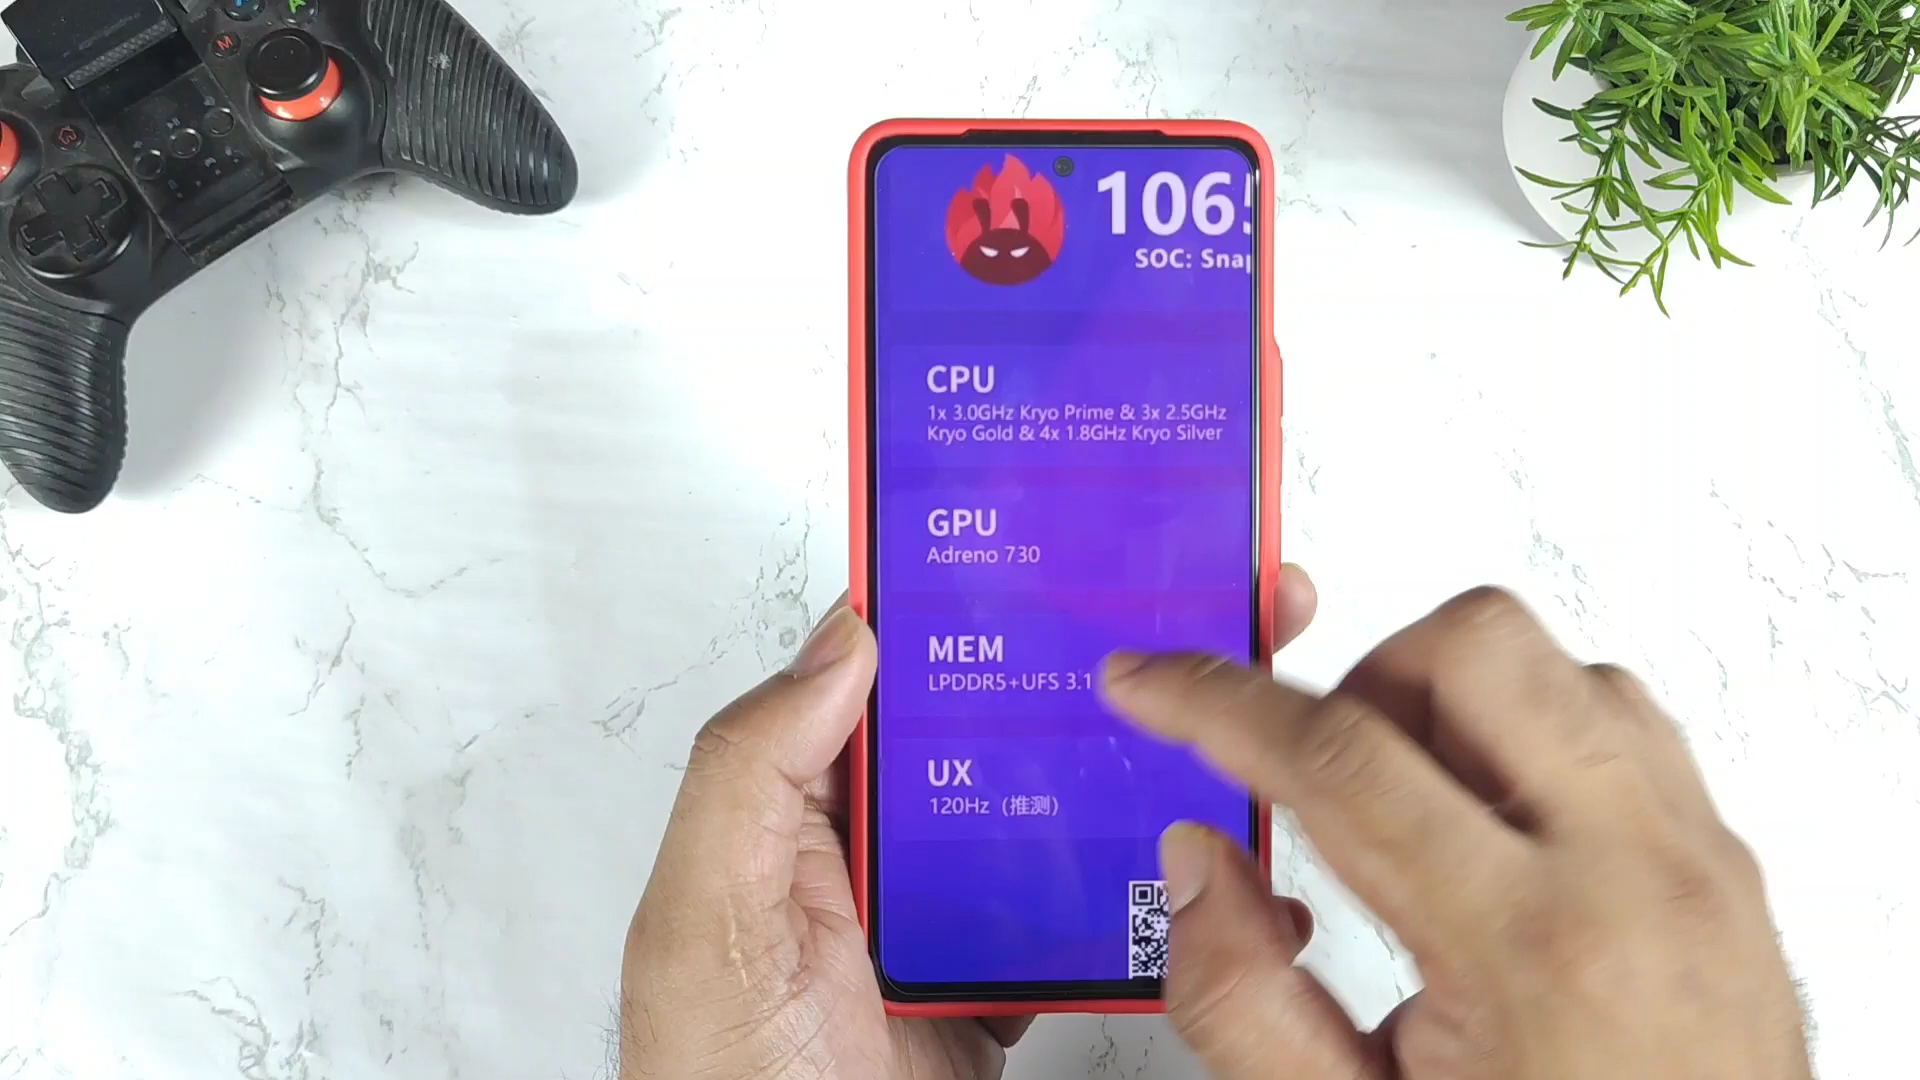 M
A
106
SOC: Snap
CPU
1x 3.0GHz Kryo Prime & 3x 2.5GHz
Kryo Gold & 4x 1.8GHz Kryo Silver
GPU
Adreno 730
MEM
LPDDR5+UFS 3.1
UX
120Hz（推测）